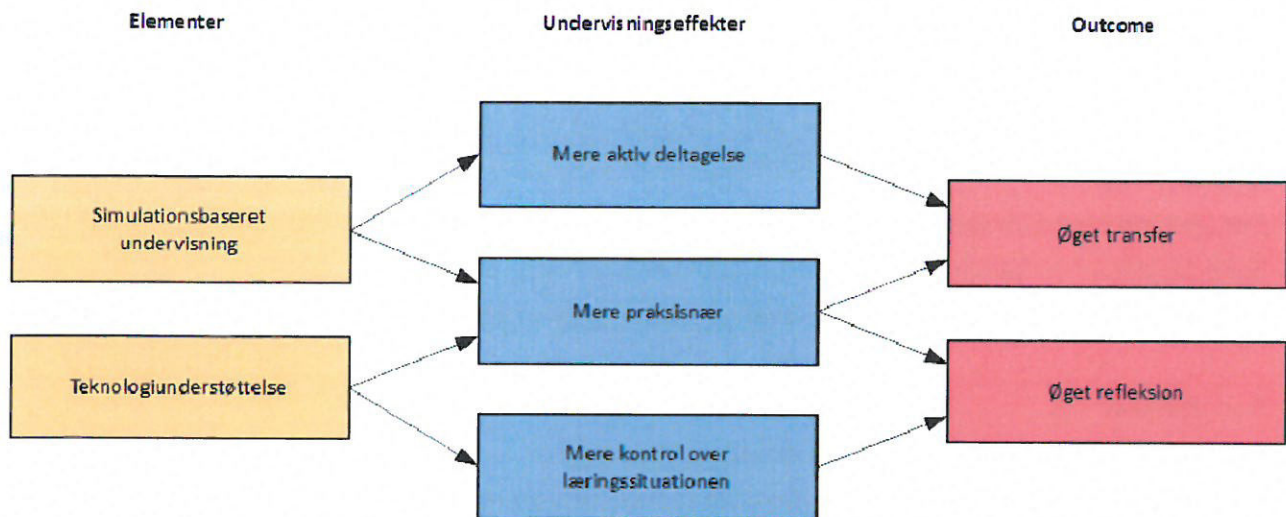 Elementer
Undervisningseffekter
Outcome
Simulationsbaseret
undervisning
Teknologiunderstøttelse
Mere aktiv deltagelse
Mere praksisnær
Mere kontrol over
læringssituationen
Øget transfer
Øget refleksion